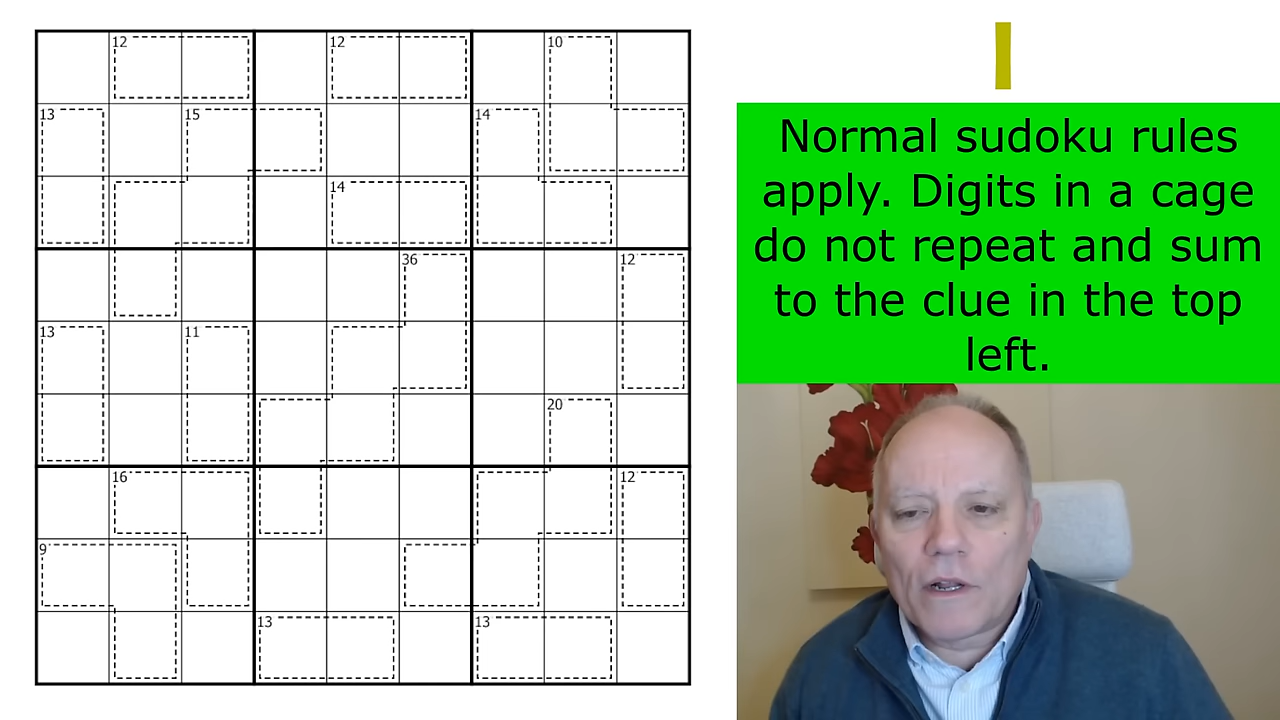 12 12 10
13 15 14
14
36 12
13 11
20
16 12
9
13 13
Normal sudoku rules
apply. Digits in a cage
do not repeat and sum
to the clue in the top
left.